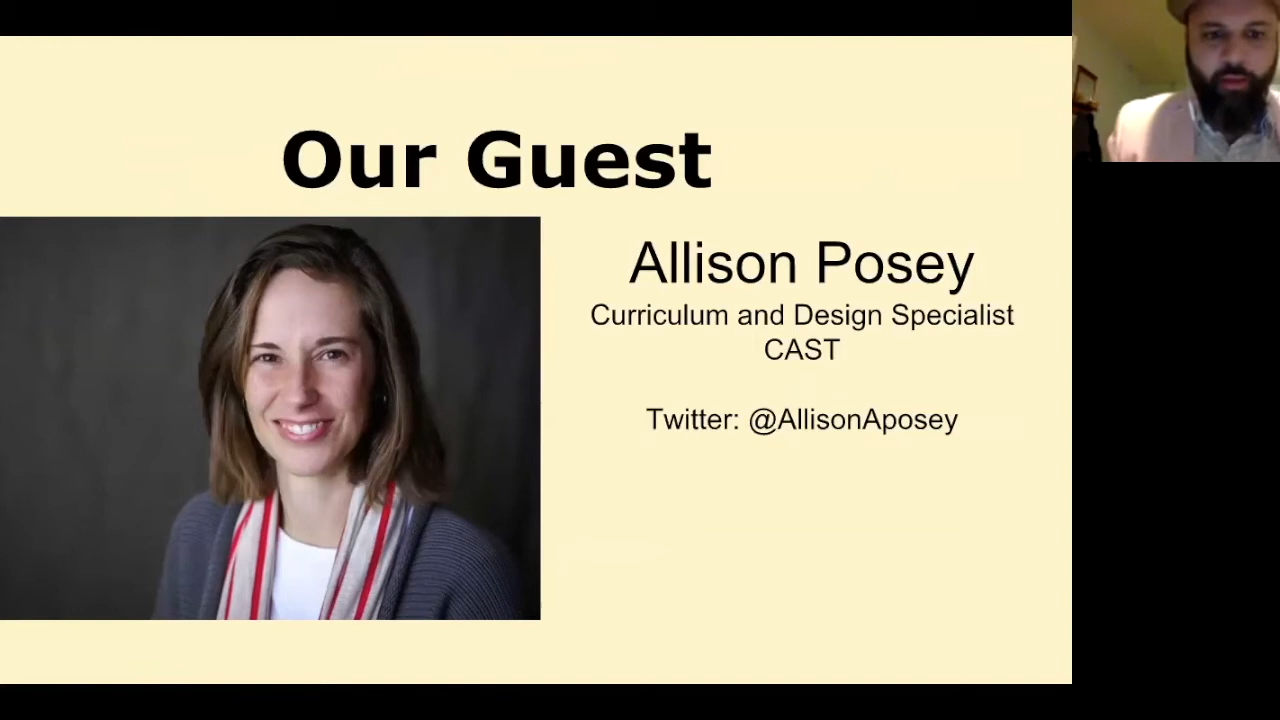 Our Guest
Allison Posey
Curriculum and Design Specialist
CAST
Twitter: @AllisonAposey